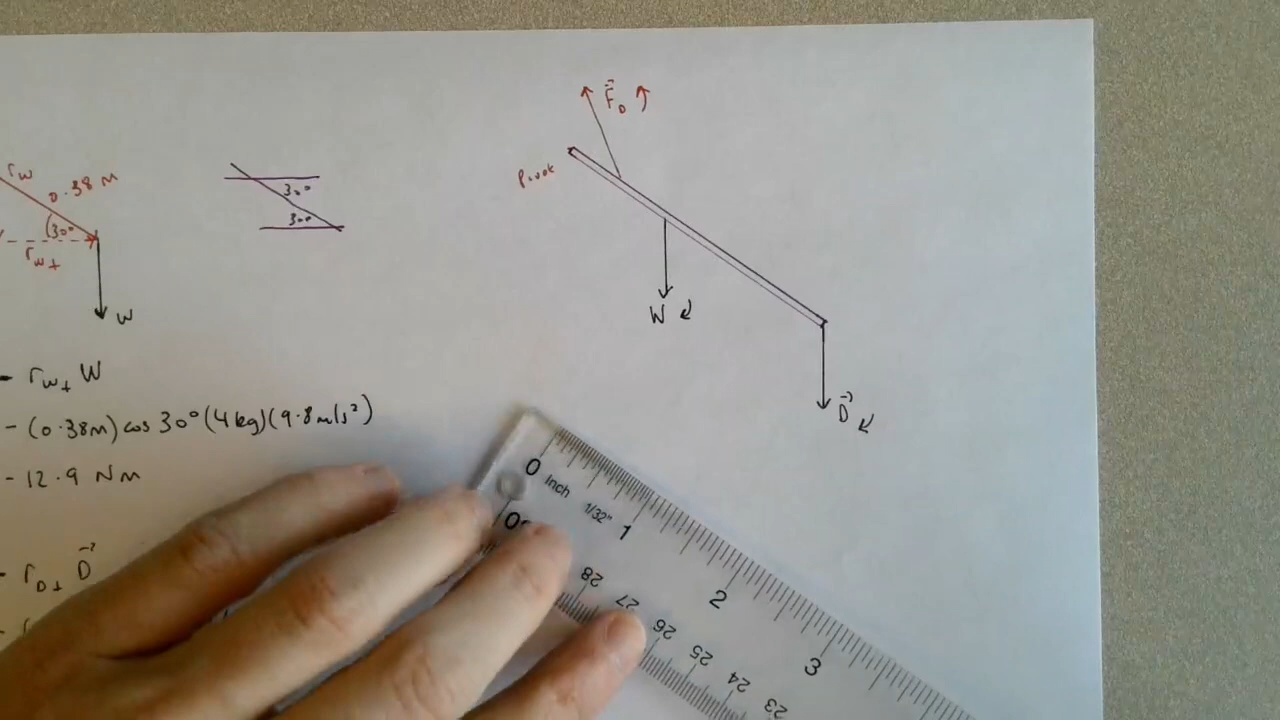 r_W
0.38 m
30°
r_W⊥
W
- r_W⊥ W
- (0.38m) cos 30° (4 kg)(9.8 m/s²)
- 12.9 Nm
- r_D⊥ D⃗
30°
30°
F⃗_D
Pivot
W
D⃗
0 Inch 1/32" 1 2 3
0
28 27 26 25 24 23